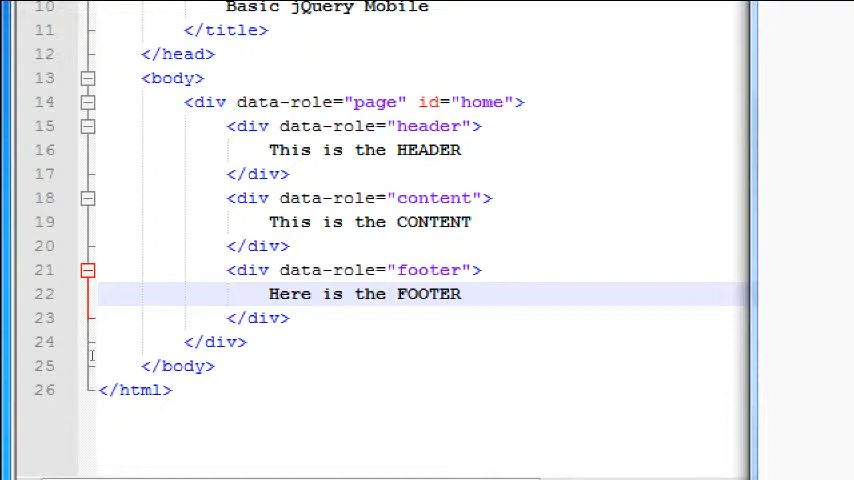 10 Basic jQuery Mobile
11 </title>
12 </head>
13 <body>
14 <div data-role="page" id="home">
15 <div data-role="header">
16 This is the HEADER
17 </div>
18 <div data-role="content">
19 This is the CONTENT
20 </div>
21 <div data-role="footer">
22 Here is the FOOTER
23 </div>
24 </div>
25 </body>
26 </html>